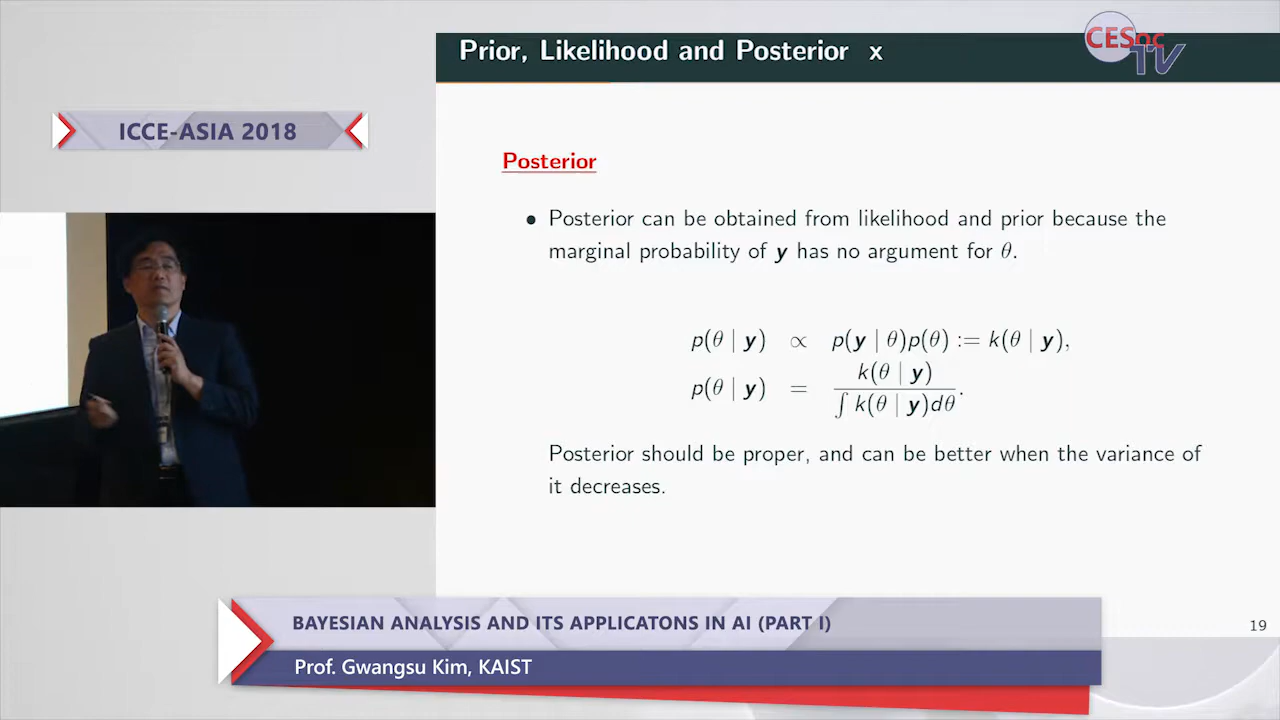 Prior, Likelihood and Posterior x
CESoc TV
ICCE-ASIA 2018
Posterior
• Posterior can be obtained from likelihood and prior because the
marginal probability of y has no argument for θ.
p(θ | y) ∝ p(y | θ)p(θ) := k(θ | y),
p(θ | y) = k(θ | y) / ∫ k(θ | y)dθ.
Posterior should be proper, and can be better when the variance of
it decreases.
BAYESIAN ANALYSIS AND ITS APPLICATONS IN AI (PART I)
19
Prof. Gwangsu Kim, KAIST